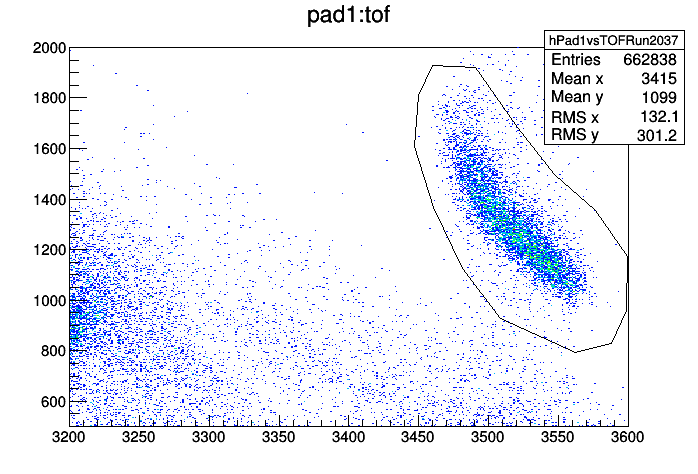 pad1:tof
hPad1vsTOFRun2037
Entries 662838
Mean x 3415
Mean y 1099
RMS x 132.1
RMS y 301.2
2000
1800
1600
1400
1200
1000
800
600
3200 3250 3300 3350 3400 3450 3500 3550 3600